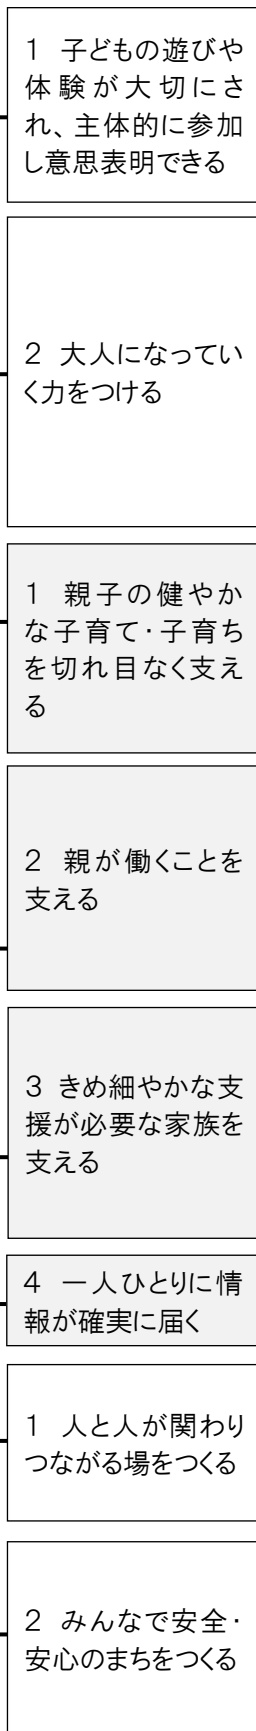 1 子どもの遊びや
体験が大切にさ
れ、主体的に参加
し意思表明できる
2 大人になってい
く力をつける
1 親子の健やか
な子育て・子育ち
を切れ目なく支え
る
2 親が働くことを
支える
3 きめ細やかな支
援が必要な家族を
支える
4 一人ひとりに情
報が確実に届く
1 人と人が関わり
つながる場をつくる
2 みんなで安全・
安心のまちをつくる